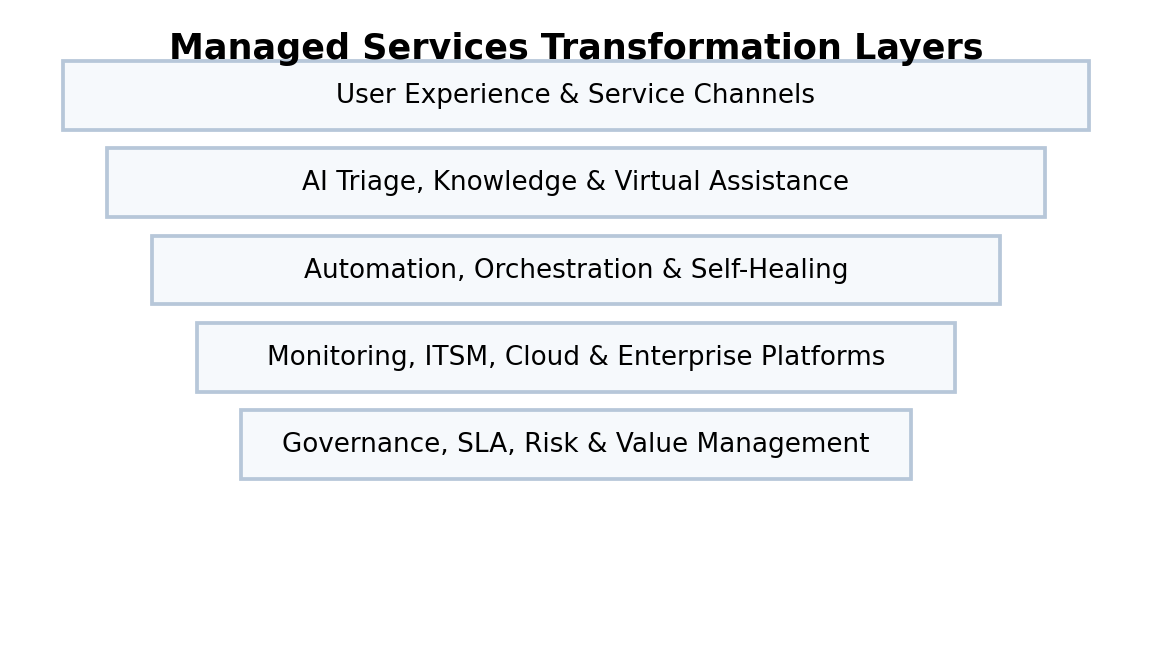 Managed Services Transformation Layers
User Experience & Service Channels
AI Triage, Knowledge & Virtual Assistance
Automation, Orchestration & Self-Healing
Monitoring, ITSM, Cloud & Enterprise Platforms
Governance, SLA, Risk & Value Management